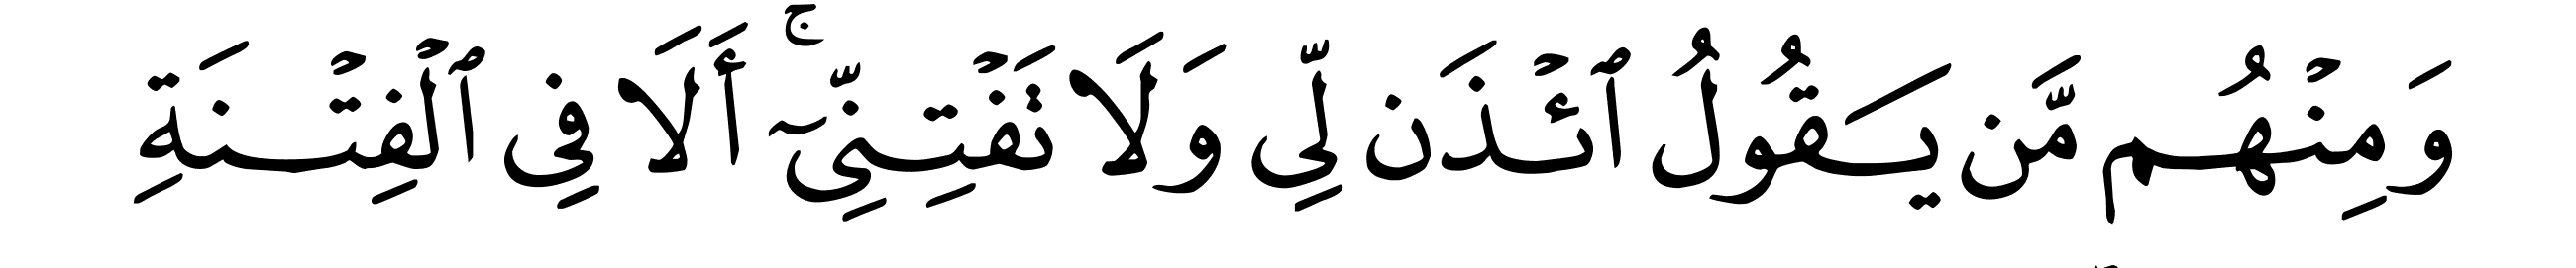 وَمِنْهُم مَّن يَقُولُ ٱئْذَن لِّى وَلَا تَفْتِنِّىٓ ۚ أَلَا فِى ٱلْفِتْنَةِ